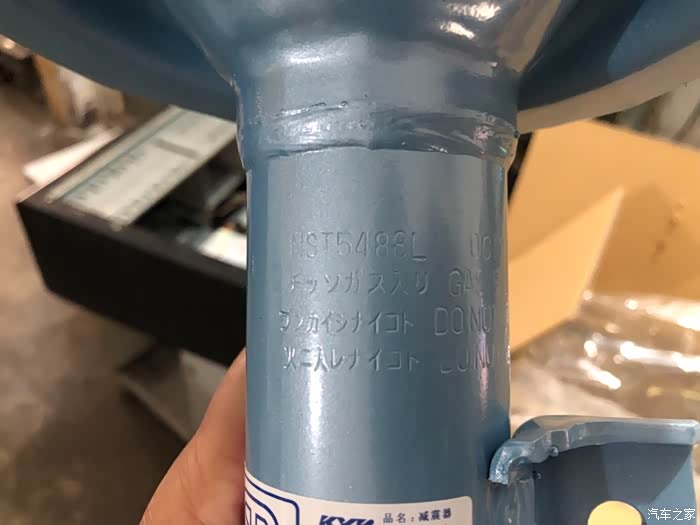 NST5488L 00
チッソガス入リ GA
ブンカイシナイコト DO NO
火ニ入レナイコト DO NO
KYB 品名：减震器
汽车之家